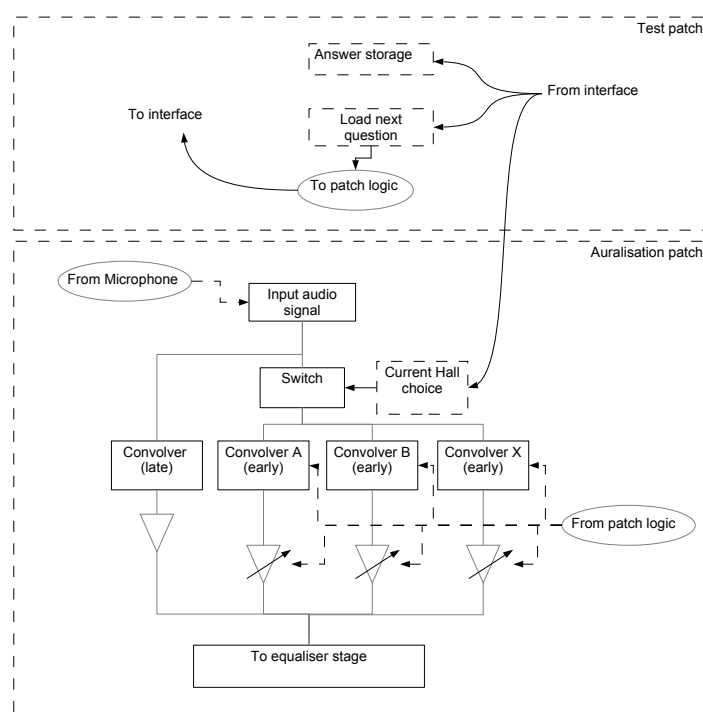 Test patch
Answer storage
From interface
To interface
Load next
question
To patch logic
Auralisation patch
From Microphone
Input audio
signal
Switch
Current Hall
choice
Convolver
(late)
Convolver A
(early)
Convolver B
(early)
Convolver X
(early)
From patch logic
To equaliser stage